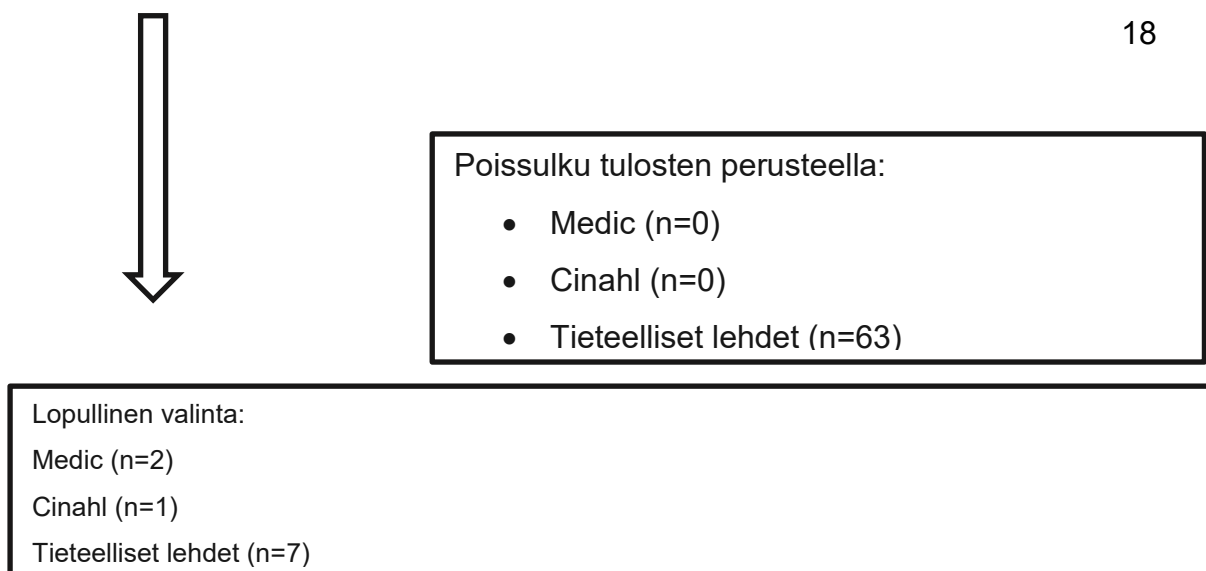 18
Poissulku tulosten perusteella:
• Medic (n=0)
• Cinahl (n=0)
• Tieteelliset lehdet (n=63)
Lopullinen valinta:
Medic (n=2)
Cinahl (n=1)
Tieteelliset lehdet (n=7)